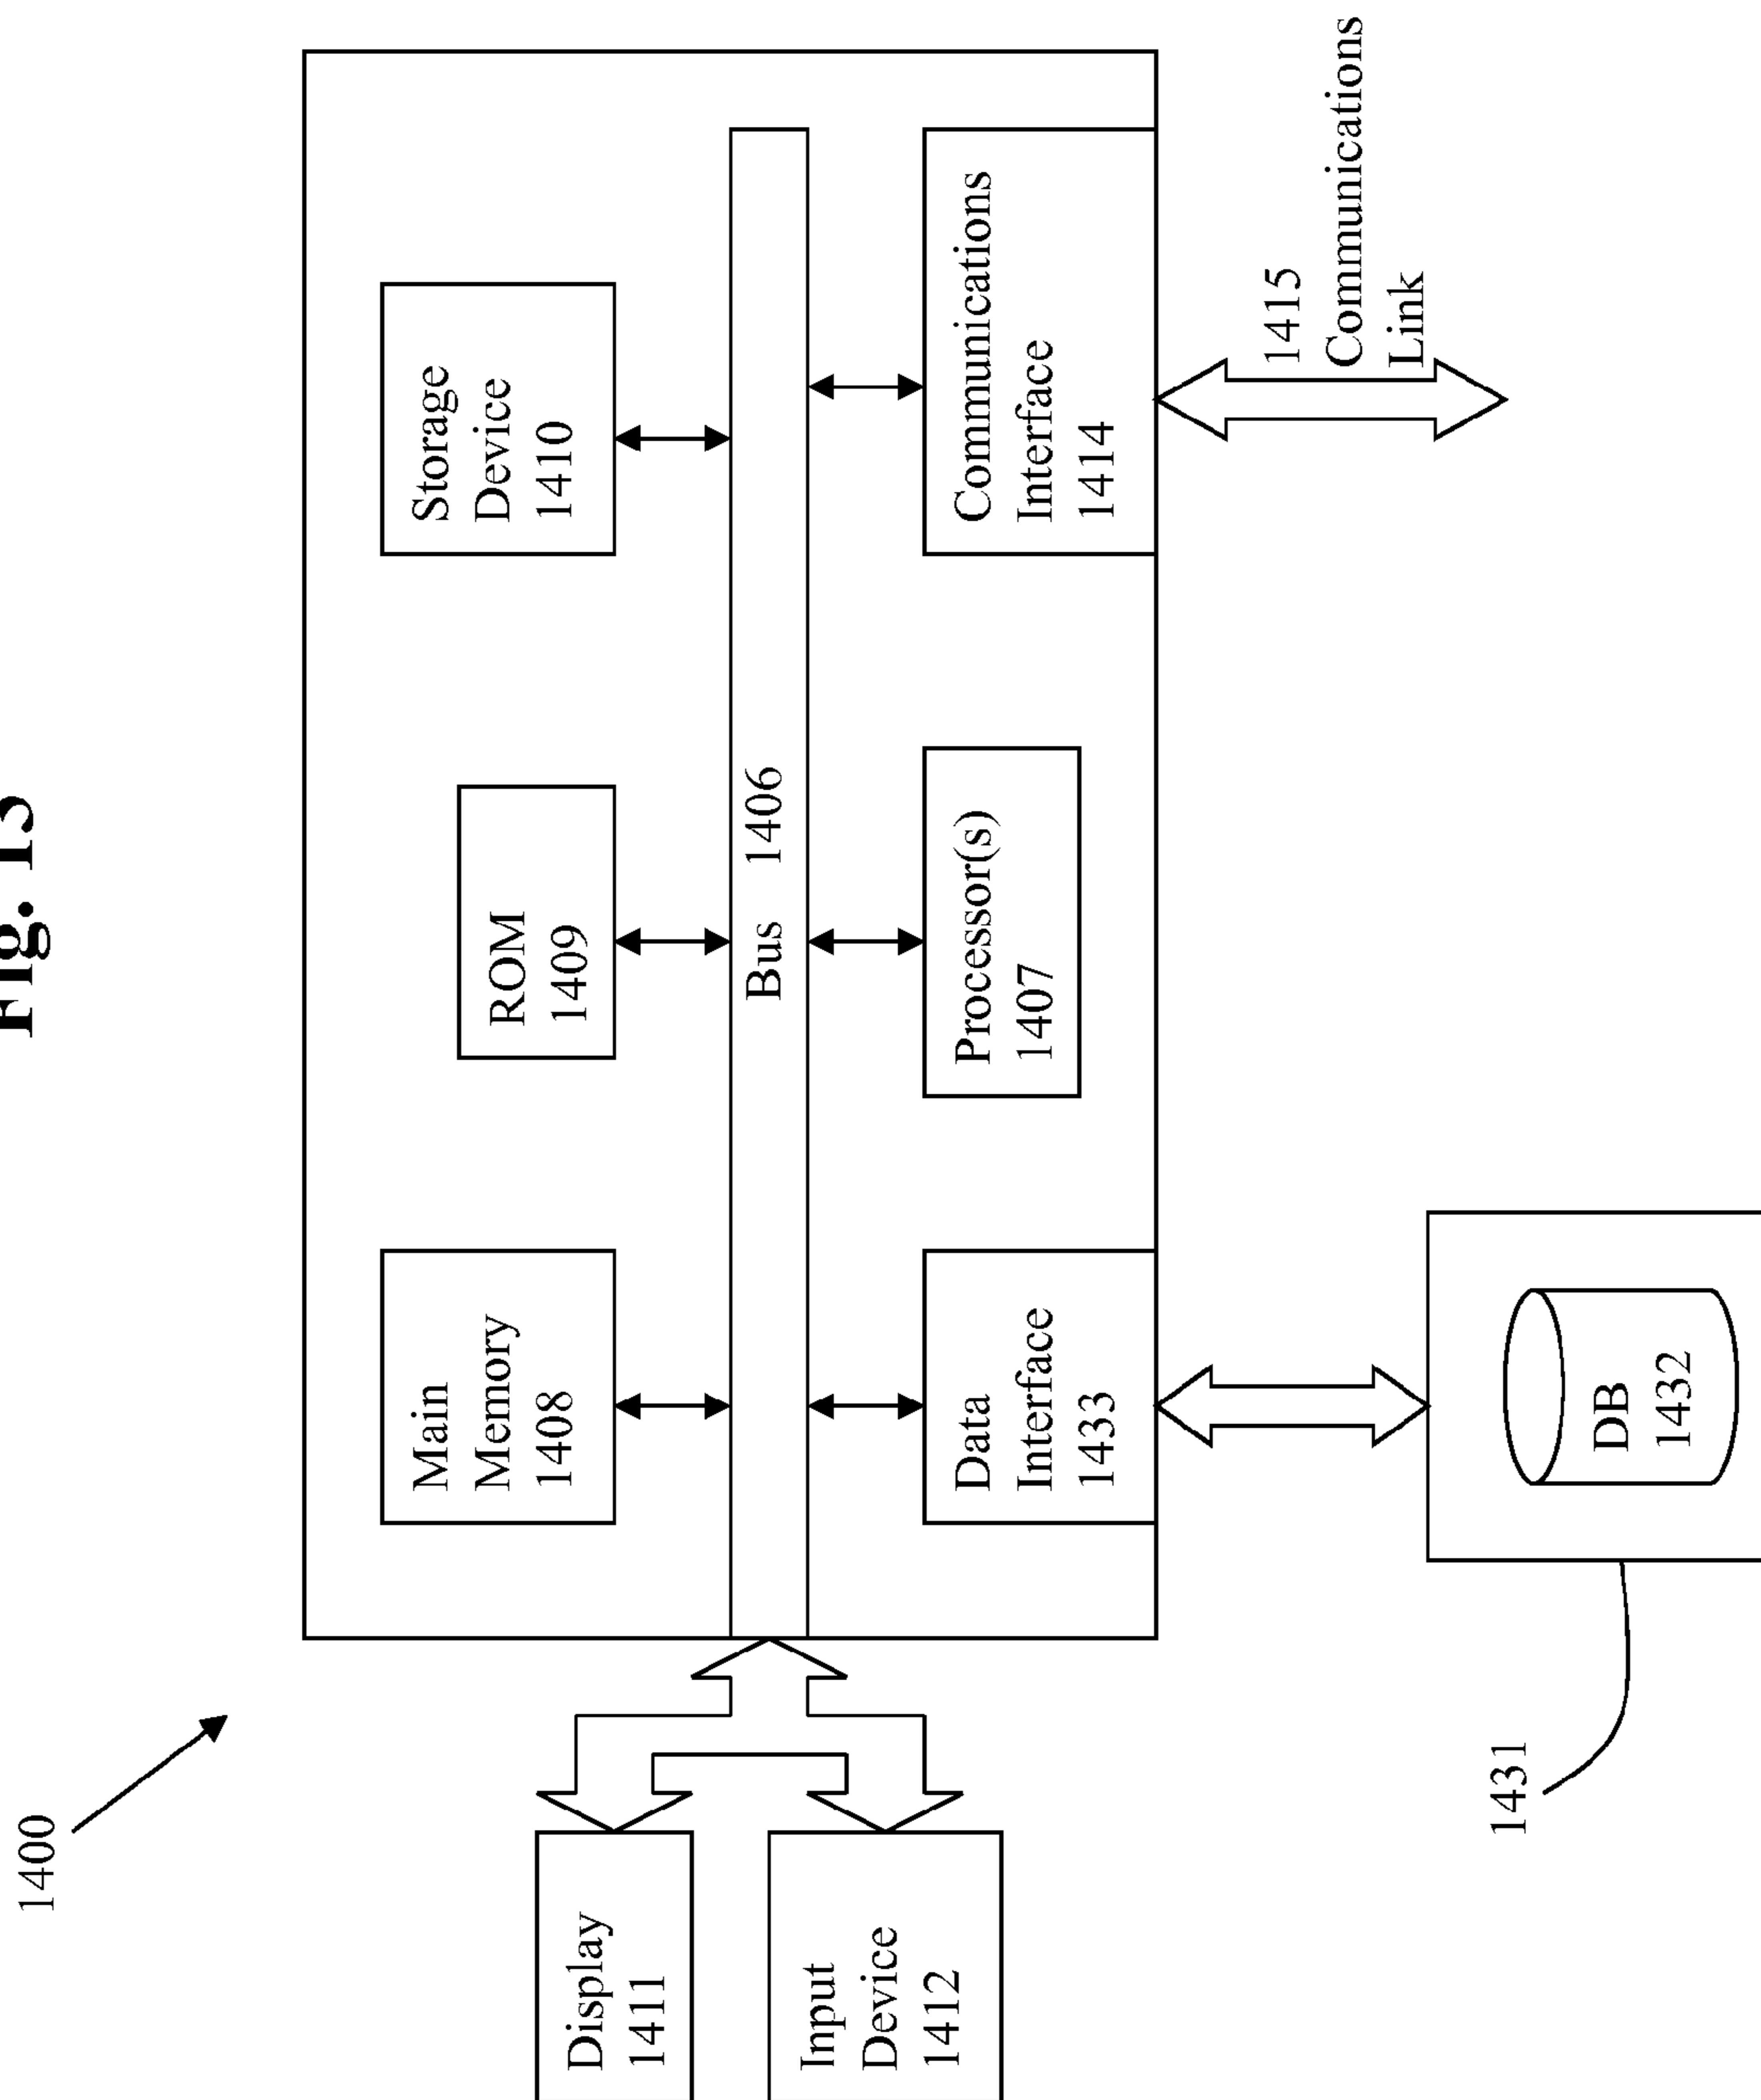 Fig.
1400
Main
Memory
1408
ROM
1409
Storage
Device
1410
Display
1411
Bus 1406
Input
Device
1412
Data
Interface
1433
Processor(s)
1407
Communications
Interface
1414
1415
Communications
Link
1431
DB
1432